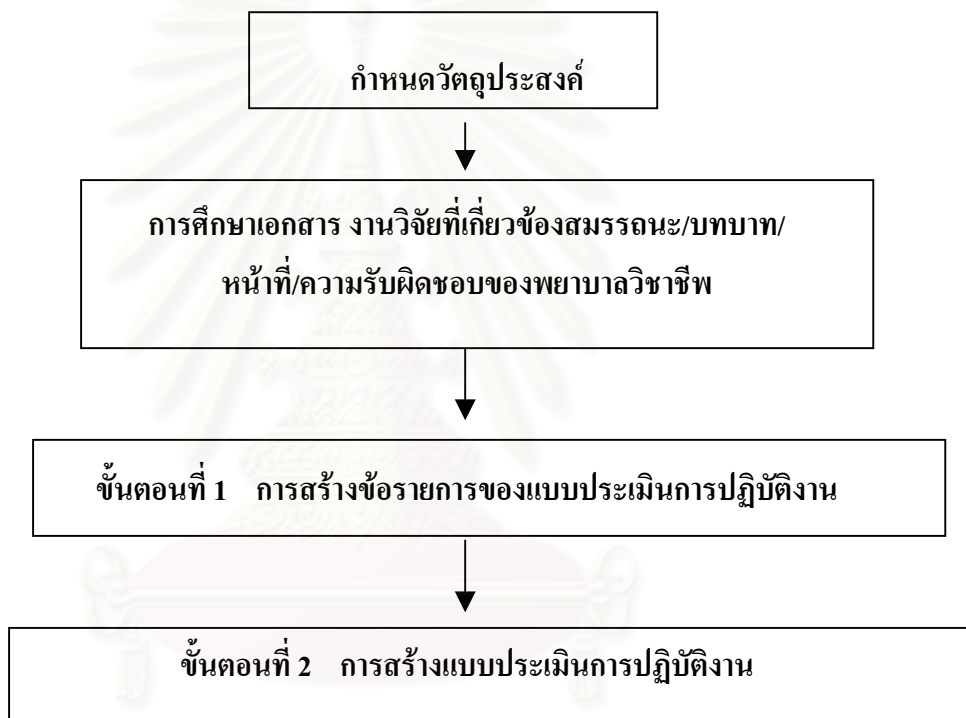 กำหนดวัตถุประสงค์
การศึกษาเอกสาร งานวิจัยที่เกี่ยวข้องสมรรถนะ/บทบาท/
หน้าที่/ความรับผิดชอบของพยาบาลวิชาชีพ
ขั้นตอนที่ 1 การสร้างข้อรายการของแบบประเมินการปฏิบัติงาน
ขั้นตอนที่ 2 การสร้างแบบประเมินการปฏิบัติงาน